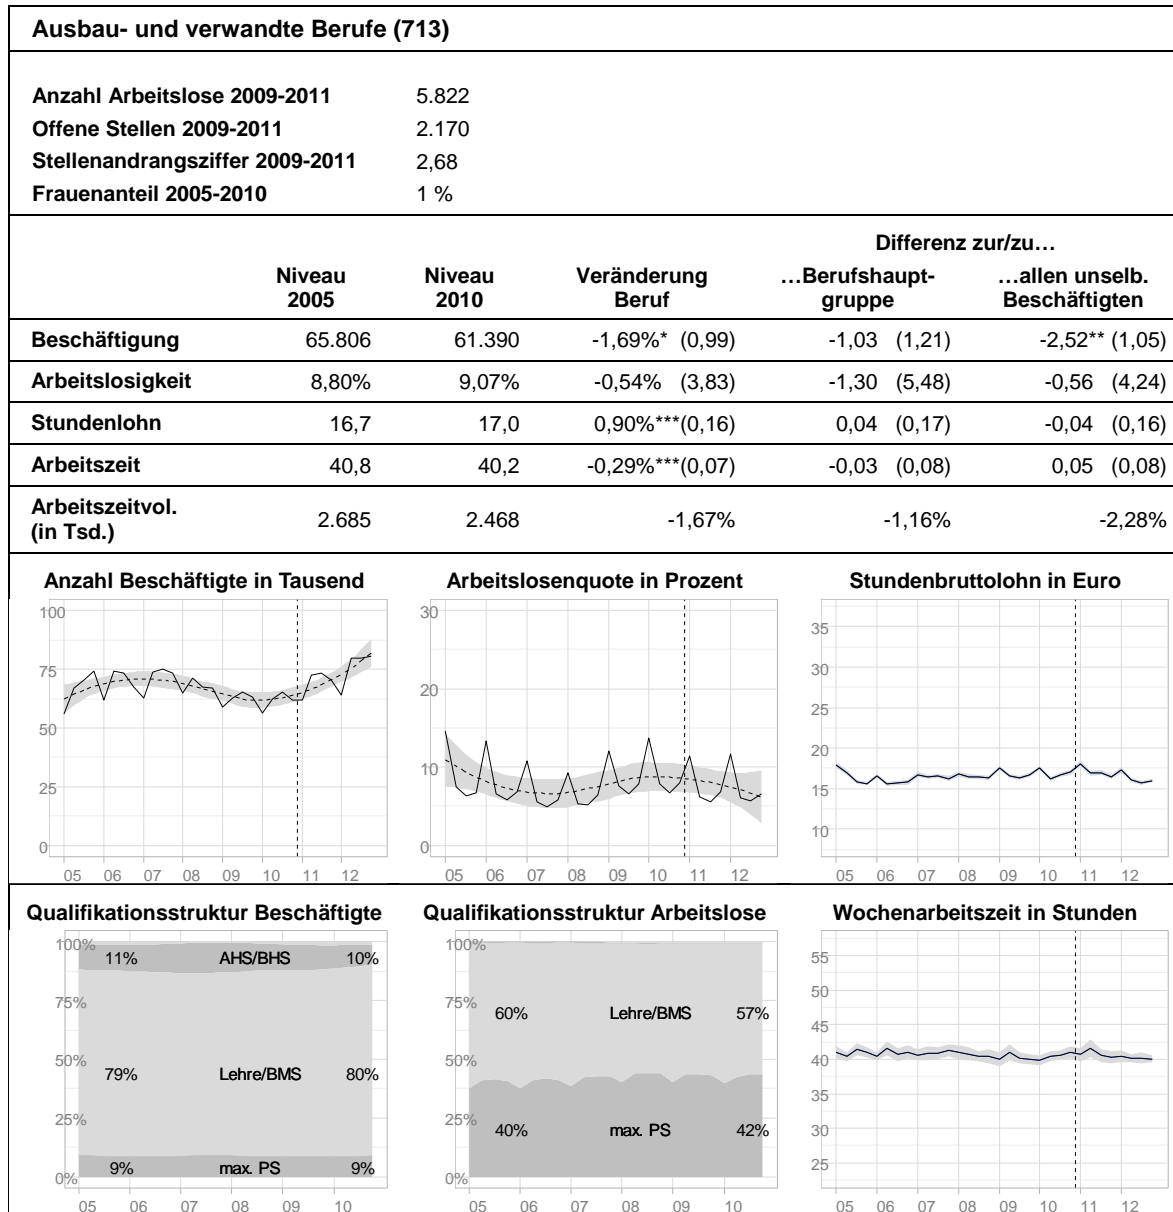 Ausbau- und verwandte Berufe (713)
Anzahl Arbeitslose 2009-2011 5.822
Offene Stellen 2009-2011 2.170
Stellenandrangsziffer 2009-2011 2,68
Frauenanteil 2005-2010 1 %
Differenz zur/zu…
Niveau Niveau Veränderung …Berufshaupt- …allen unselb.
2005 2010 Beruf gruppe Beschäftigten
Beschäftigung 65.806 61.390 -1,69%* (0,99) -1,03 (1,21) -2,52** (1,05)
Arbeitslosigkeit 8,80% 9,07% -0,54% (3,83) -1,30 (5,48) -0,56 (4,24)
Stundenlohn 16,7 17,0 0,90%***(0,16) 0,04 (0,17) -0,04 (0,16)
Arbeitszeit 40,8 40,2 -0,29%***(0,07) -0,03 (0,08) 0,05 (0,08)
Arbeitszeitvol.
(in Tsd.) 2.685 2.468 -1,67% -1,16% -2,28%
Anzahl Beschäftigte in Tausend
100
75
50
25
0
05 06 07 08 09 10 11 12
Arbeitslosenquote in Prozent
30
20
10
0
05 06 07 08 09 10 11 12
Stundenbruttolohn in Euro
35
30
25
20
15
10
05 06 07 08 09 10 11 12
Qualifikationsstruktur Beschäftigte
100%
11% AHS/BHS 10%
75%
50%
79% Lehre/BMS 80%
25%
9% max. PS 9%
0%
05 06 07 08 09 10
Qualifikationsstruktur Arbeitslose
100%
75%
60% Lehre/BMS 57%
50%
25%
40% max. PS 42%
0%
05 06 07 08 09 10
Wochenarbeitszeit in Stunden
55
50
45
40
35
30
25
05 06 07 08 09 10 11 12